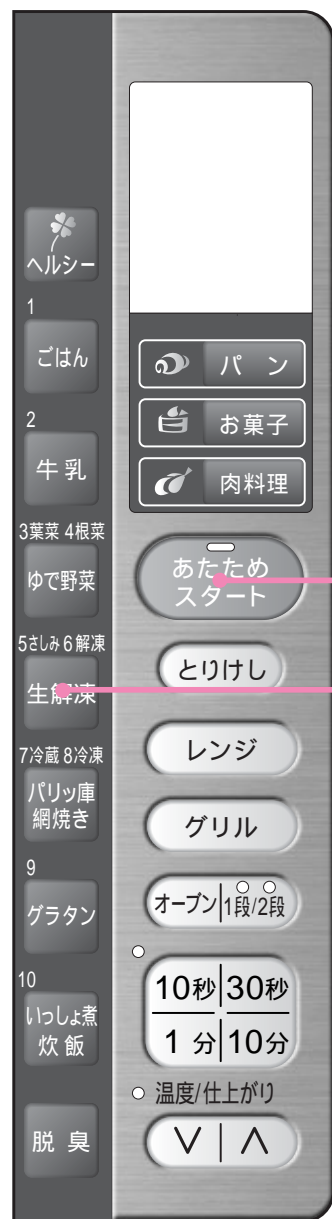 ヘルシー
1
ごはん
2
牛乳
3葉菜 4根菜
ゆで野菜
5さしみ 6解凍
生解凍
7冷蔵 8冷凍
パリッ庫
網焼き
9
グラタン
10
いっしょ煮
炊飯
脱臭
パン
お菓子
肉料理
あたため
スタート
とりけし
レンジ
グリル
オーブン 1段/2段
10秒 30秒
1分 10分
温度/仕上がり